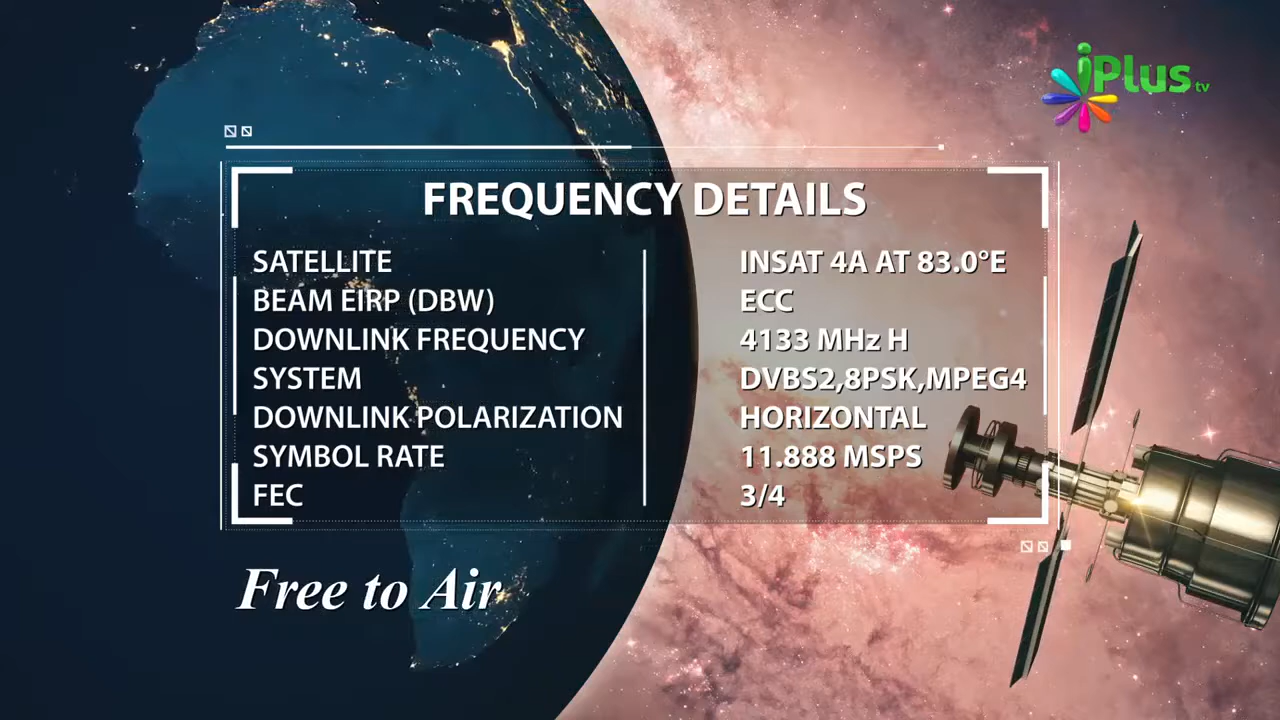 iPlus tv
FREQUENCY DETAILS
SATELLITE INSAT 4A AT 83.0°E
BEAM EIRP (DBW) ECC
DOWNLINK FREQUENCY 4133 MHz H
SYSTEM DVBS2,8PSK,MPEG4
DOWNLINK POLARIZATION HORIZONTAL
SYMBOL RATE 11.888 MSPS
FEC 3/4
Free to Air